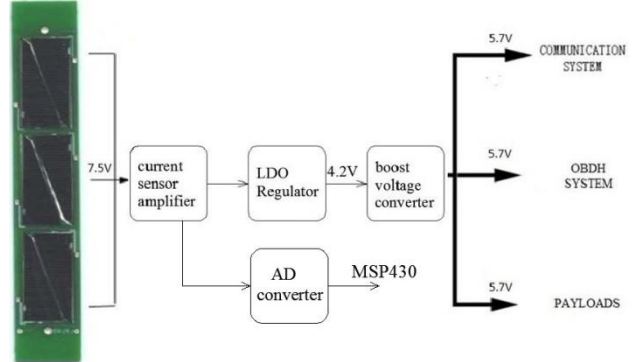 7.5V
current
sensor
amplifier
LDO
Regulator
4.2V
boost
voltage
converter
AD
converter
MSP430
5.7V
COMMUNICATION
SYSTEM
5.7V
OBDH
SYSTEM
5.7V
PAYLOADS